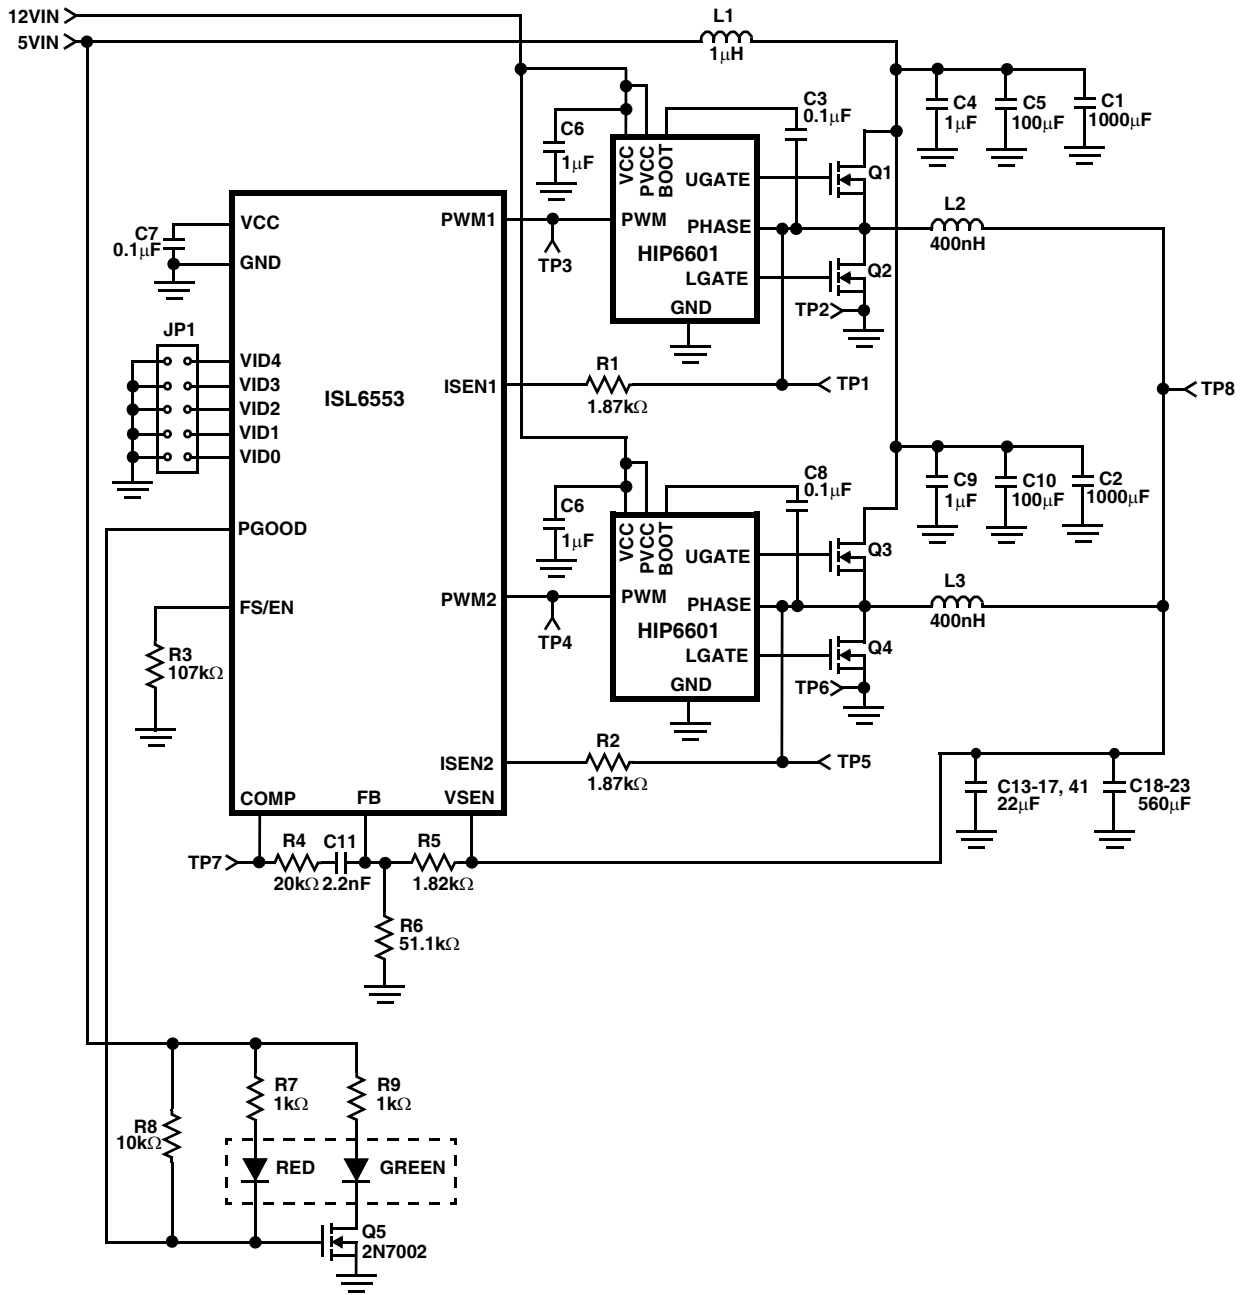 12VIN
5VIN
L1
1µH
C4
1µF
C5
100µF
C1
1000µF
C3
0.1µF
C6
1µF
VCC
PVCC
BOOT
UGATE
PWM
PHASE
HIP6601
LGATE
GND
Q1
Q2
TP2
L2
400nH
C7
0.1µF
VCC
GND
PWM1
TP3
JP1
VID4
VID3
VID2
VID1
VID0
ISL6553
ISEN1
R1
1.87kΩ
TP1
TP8
C9
1µF
C10
100µF
C2
1000µF
C8
0.1µF
C6
1µF
VCC
PVCC
BOOT
UGATE
PWM
PHASE
HIP6601
LGATE
GND
Q3
Q4
TP6
L3
400nH
PGOOD
FS/EN
PWM2
TP4
R3
107kΩ
ISEN2
R2
1.87kΩ
TP5
COMP
FB
VSEN
C13-17, 41
22µF
C18-23
560µF
TP7
R4
20kΩ
C11
2.2nF
R5
1.82kΩ
R6
51.1kΩ
R7
1kΩ
R9
1kΩ
R8
10kΩ
RED
GREEN
Q5
2N7002